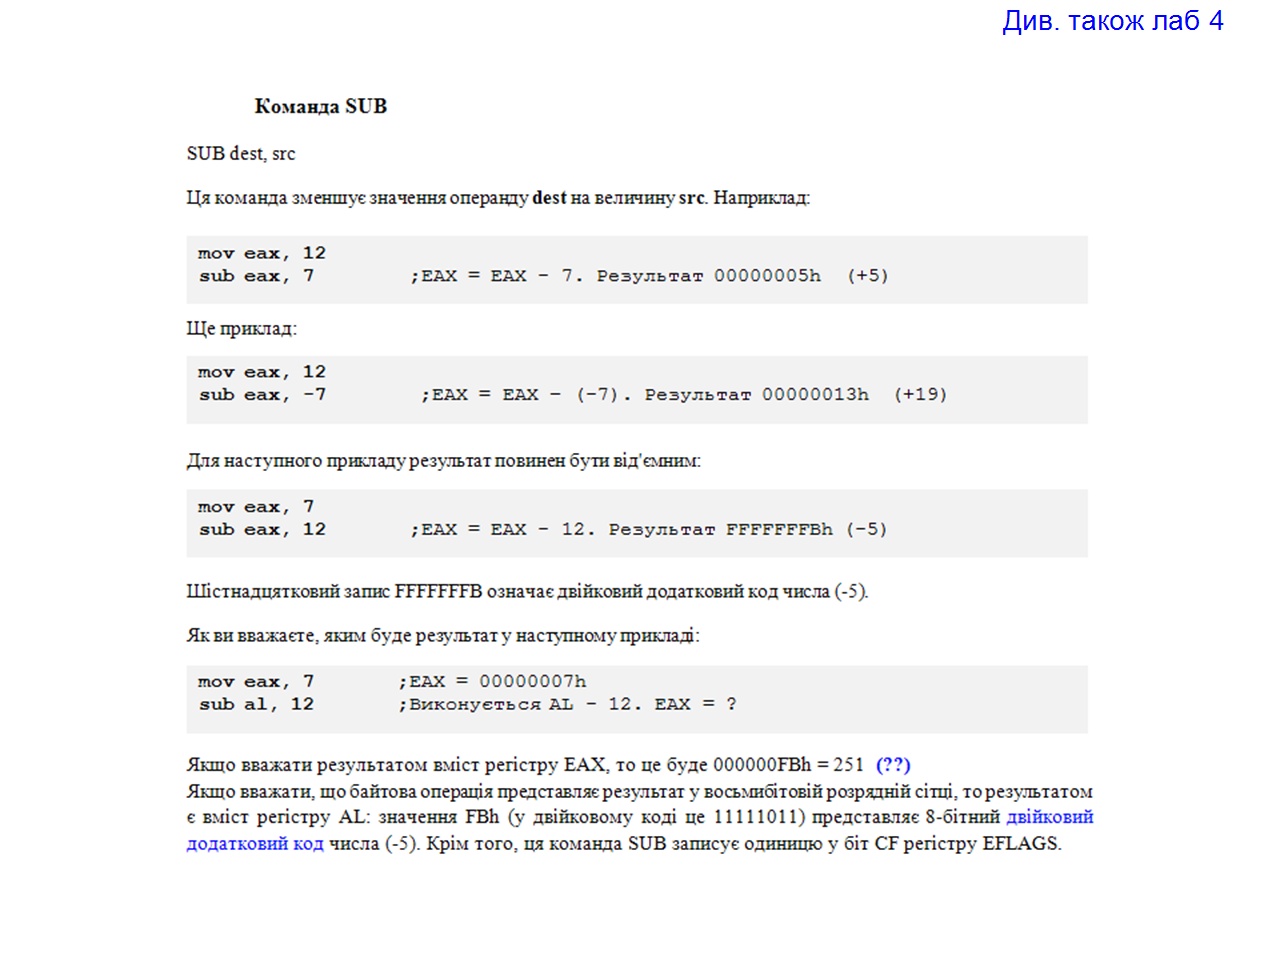 Див. також лаб 4
Команда SUB
SUB dest, src
Ця команда зменшує значення операнду dest на величину src. Наприклад:
mov eax, 12
sub eax, 7 ;EAX = EAX - 7. Результат 00000005h (+5)
Ще приклад:
mov eax, 12
sub eax, -7 ;EAX = EAX - (-7). Результат 00000013h (+19)
Для наступного прикладу результат повинен бути від'ємним:
mov eax, 7
sub eax, 12 ;EAX = EAX - 12. Результат FFFFFFFBh (-5)
Шістнадцятковий запис FFFFFFFB означає двійковий додатковий код числа (-5).
Як ви вважаєте, яким буде результат у наступному прикладі:
mov eax, 7 ;EAX = 00000007h
sub al, 12 ;Виконується AL - 12. EAX = ?
Якщо вважати результатом вміст регістру EAX, то це буде 000000FBh = 251 (??)
Якщо вважати, що байтова операція представляє результат у восьмибітовій розрядній сітці, то результатом
є вміст регістру AL: значення FBh (у двійковому коді це 11111011) представляє 8-бітний двійковий
додатковий код числа (-5). Крім того, ця команда SUB записує одиницю у біт CF регістру EFLAGS.